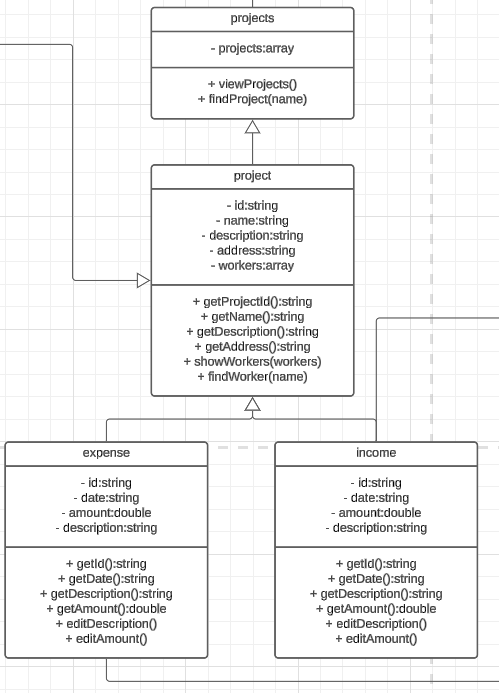 projects
- projects:array
+ viewProjects()
+ findProject(name)
project
- id:string
- name:string
- description:string
- address:string
- workers:array
+ getProjectId():string
+ getName():string
+ getDescription():string
+ getAddress():string
+ showWorkers(workers)
+ findWorker(name)
expense
- id:string
- date:string
- amount:double
- description:string
+ getId():string
+ getDate():string
+ getDescription():string
+ getAmount():double
+ editDescription()
+ editAmount()
income
- id:string
- date:string
- amount:double
- description:string
+ getId():string
+ getDate():string
+ getDescription():string
+ getAmount():double
+ editDescription()
+ editAmount()